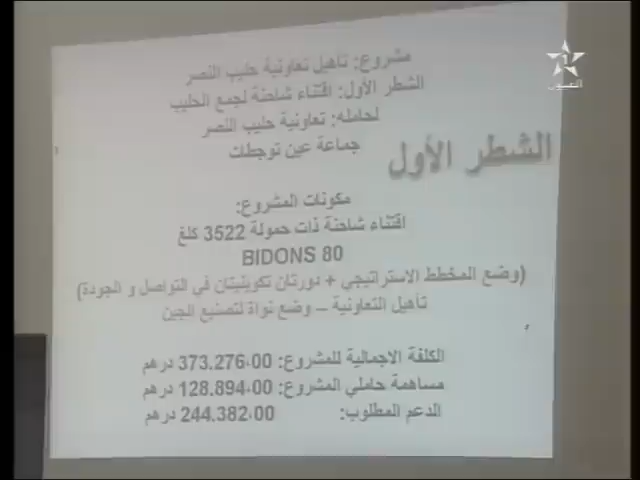 مشروع: تأهيل تعاونية حليب النصر
الشطر الأول: اقتناء شاحنة لجمع الحليب
لحامله: تعاونية حليب النصر
جماعة عين توجطات
الشطر الأول
مكونات المشروع:
اقتناء شاحنة ذات حمولة 3522 كلغ
BIDONS 80
(وضع المخطط الاستراتيجي + دورتان تكوينيتان في التواصل و الجودة)
تأهيل التعاونية – وضع نواة لتصنيع الجبن
الكلفة الاجمالية للمشروع: 373.276.00 درهم
مساهمة حاملي المشروع: 128.894.00 درهم
الدعم المطلوب: 244.382.00 درهم
العيون